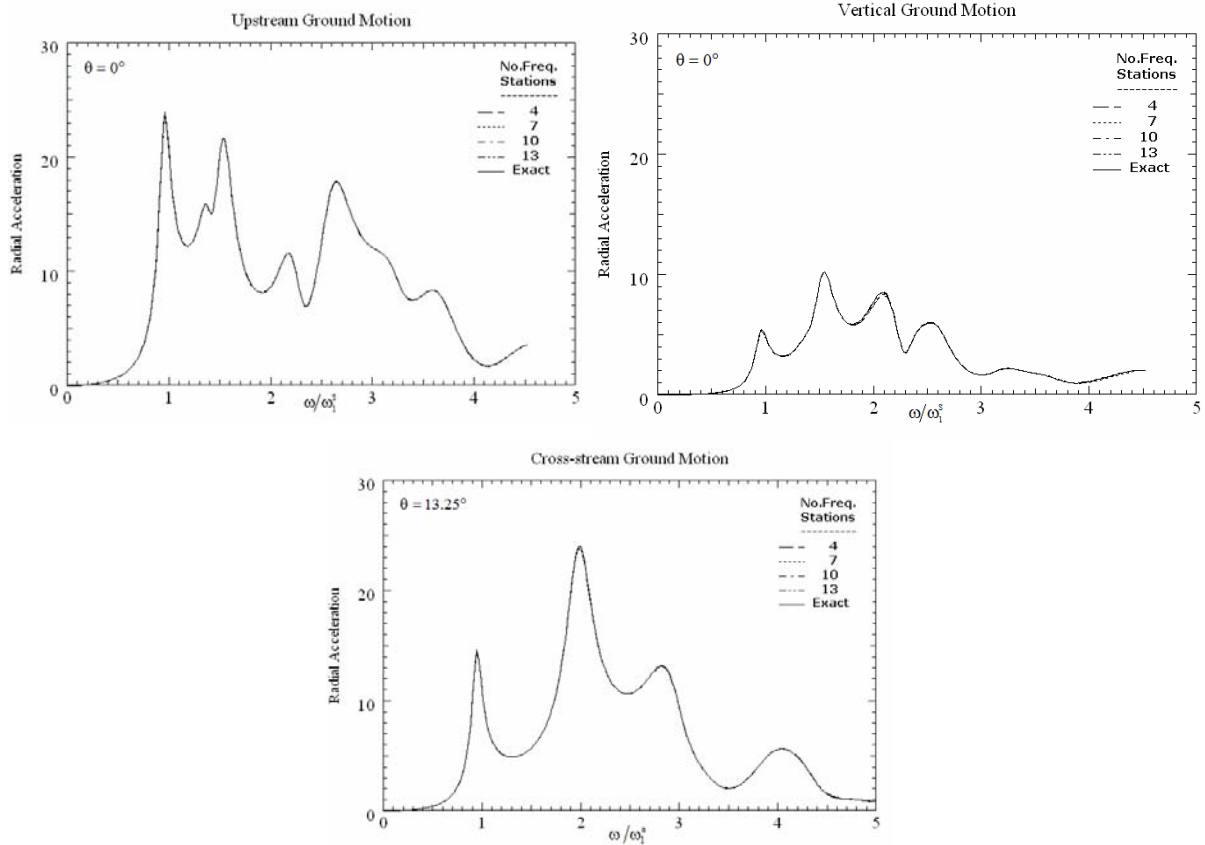 Upstream Ground Motion
30
20
10
0
Radial Acceleration
θ = 0°
No.Freq.
Stations
4
7
10
13
Exact
0 1 2 3 4 5
ω/ω₁ˢ
Vertical Ground Motion
30
20
10
0
Radial Acceleration
θ = 0°
No.Freq.
Stations
4
7
10
13
Exact
0 1 2 3 4 5
ω/ω₁ˢ
Cross-stream Ground Motion
30
20
10
0
Radial Acceleration
θ = 13.25°
No.Freq.
Stations
4
7
10
13
Exact
0 1 2 3 4 5
ω/ω₁ˢ